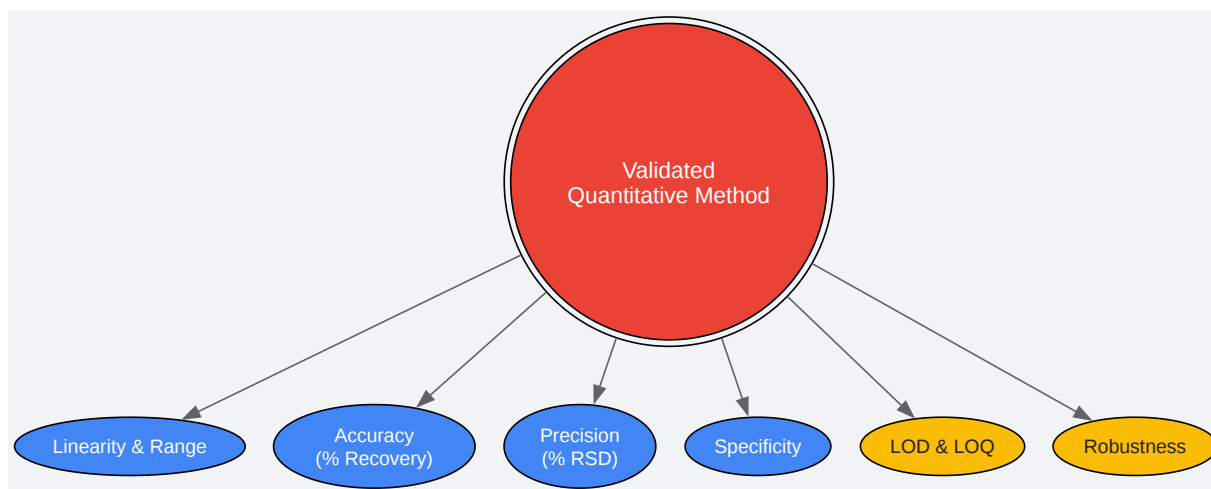 Validated
Quantitative Method
Linearity & Range
Accuracy
(% Recovery)
Precision
(% RSD)
Specificity
LOD & LOQ
Robustness